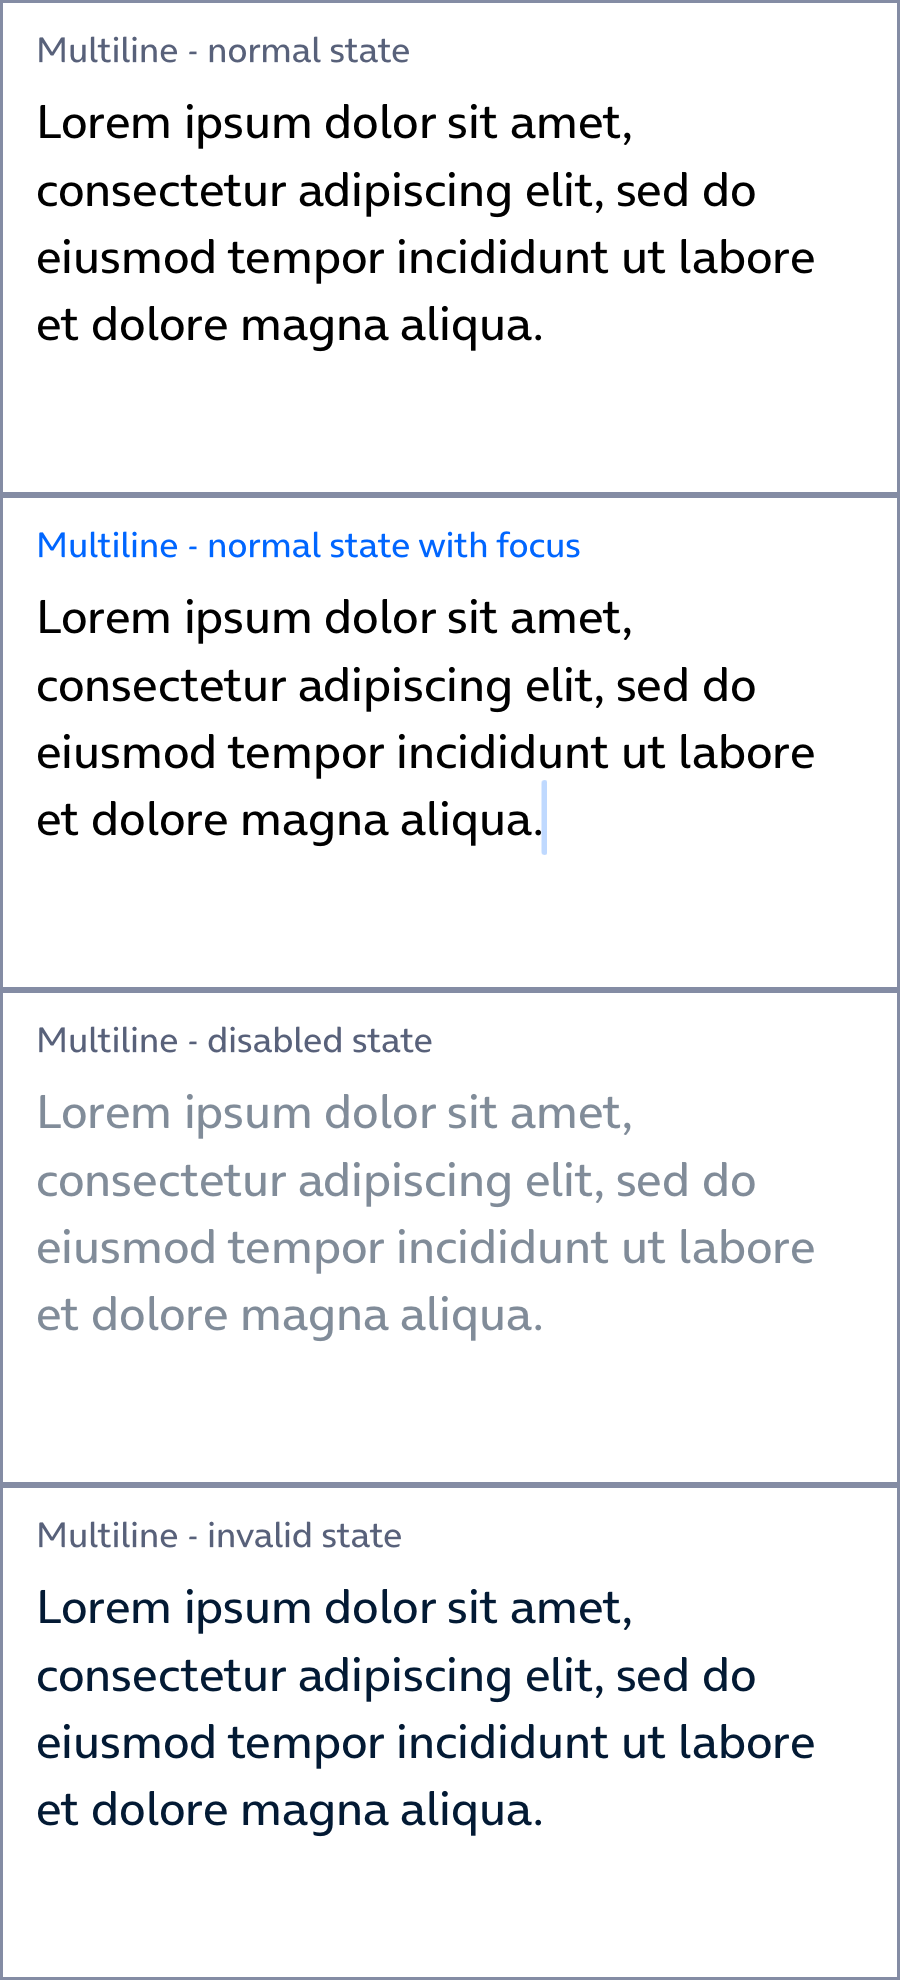 Multiline - normal state
Lorem ipsum dolor sit amet,
consectetur adipiscing elit, sed do
eiusmod tempor incididunt ut labore
et dolore magna aliqua.
Multiline - normal state with focus
Lorem ipsum dolor sit amet,
consectetur adipiscing elit, sed do
eiusmod tempor incididunt ut labore
et dolore magna aliqua.
Multiline - disabled state
Lorem ipsum dolor sit amet,
consectetur adipiscing elit, sed do
eiusmod tempor incididunt ut labore
et dolore magna aliqua.
Multiline - invalid state
Lorem ipsum dolor sit amet,
consectetur adipiscing elit, sed do
eiusmod tempor incididunt ut labore
et dolore magna aliqua.